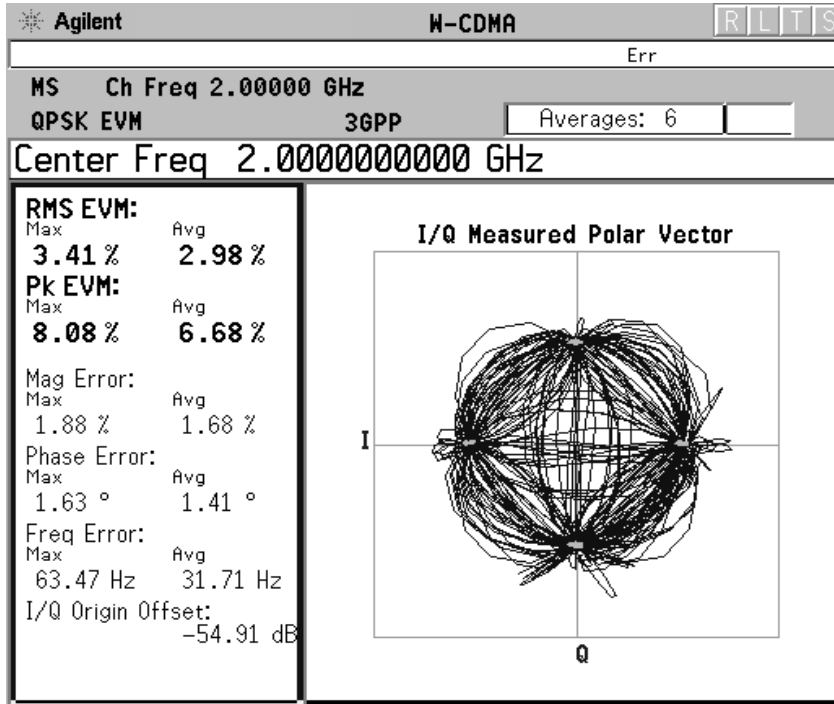 Agilent W-CDMA R L T S
Err
MS Ch Freq 2.00000 GHz
QPSK EVM 3GPP Averages: 6
Center Freq 2.0000000000 GHz
RMS EVM:
Max Avg
3.41 % 2.98 %
Pk EVM:
Max Avg
8.08 % 6.68 %
Mag Error:
Max Avg
1.88 % 1.68 %
Phase Error:
Max Avg
1.63 ° 1.41 °
Freq Error:
Max Avg
63.47 Hz 31.71 Hz
I/Q Origin Offset:
-54.91 dB
I/Q Measured Polar Vector
I
Q